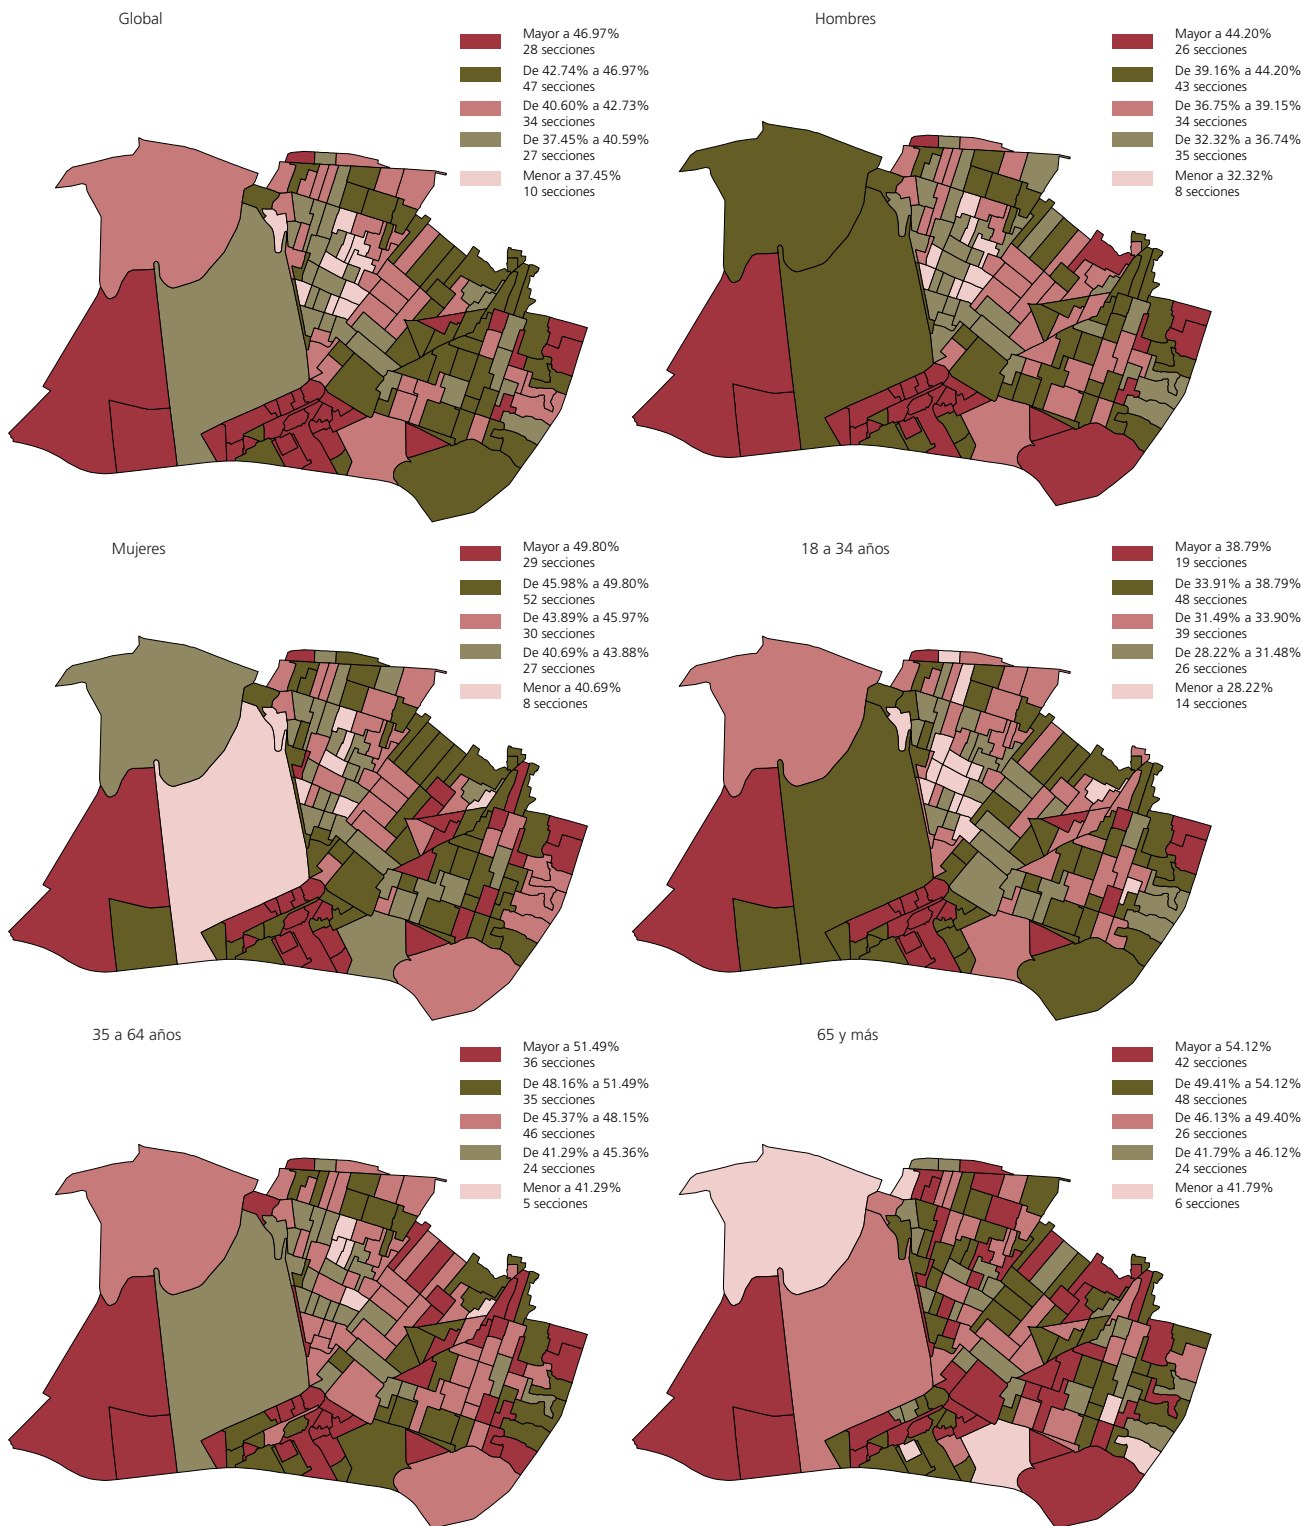 Global
Mayor a 46.97%
28 secciones
De 42.74% a 46.97%
47 secciones
De 40.60% a 42.73%
34 secciones
De 37.45% a 40.59%
27 secciones
Menor a 37.45%
10 secciones
Hombres
Mayor a 44.20%
26 secciones
De 39.16% a 44.20%
43 secciones
De 36.75% a 39.15%
34 secciones
De 32.32% a 36.74%
35 secciones
Menor a 32.32%
8 secciones
Mujeres
Mayor a 49.80%
29 secciones
De 45.98% a 49.80%
52 secciones
De 43.89% a 45.97%
30 secciones
De 40.69% a 43.88%
27 secciones
Menor a 40.69%
8 secciones
18 a 34 años
Mayor a 38.79%
19 secciones
De 33.91% a 38.79%
48 secciones
De 31.49% a 33.90%
39 secciones
De 28.22% a 31.48%
26 secciones
Menor a 28.22%
14 secciones
35 a 64 años
Mayor a 51.49%
36 secciones
De 48.16% a 51.49%
35 secciones
De 45.37% a 48.15%
46 secciones
De 41.29% a 45.36%
24 secciones
Menor a 41.29%
5 secciones
65 y más
Mayor a 54.12%
42 secciones
De 49.41% a 54.12%
48 secciones
De 46.13% a 49.40%
26 secciones
De 41.79% a 46.12%
24 secciones
Menor a 41.79%
6 secciones